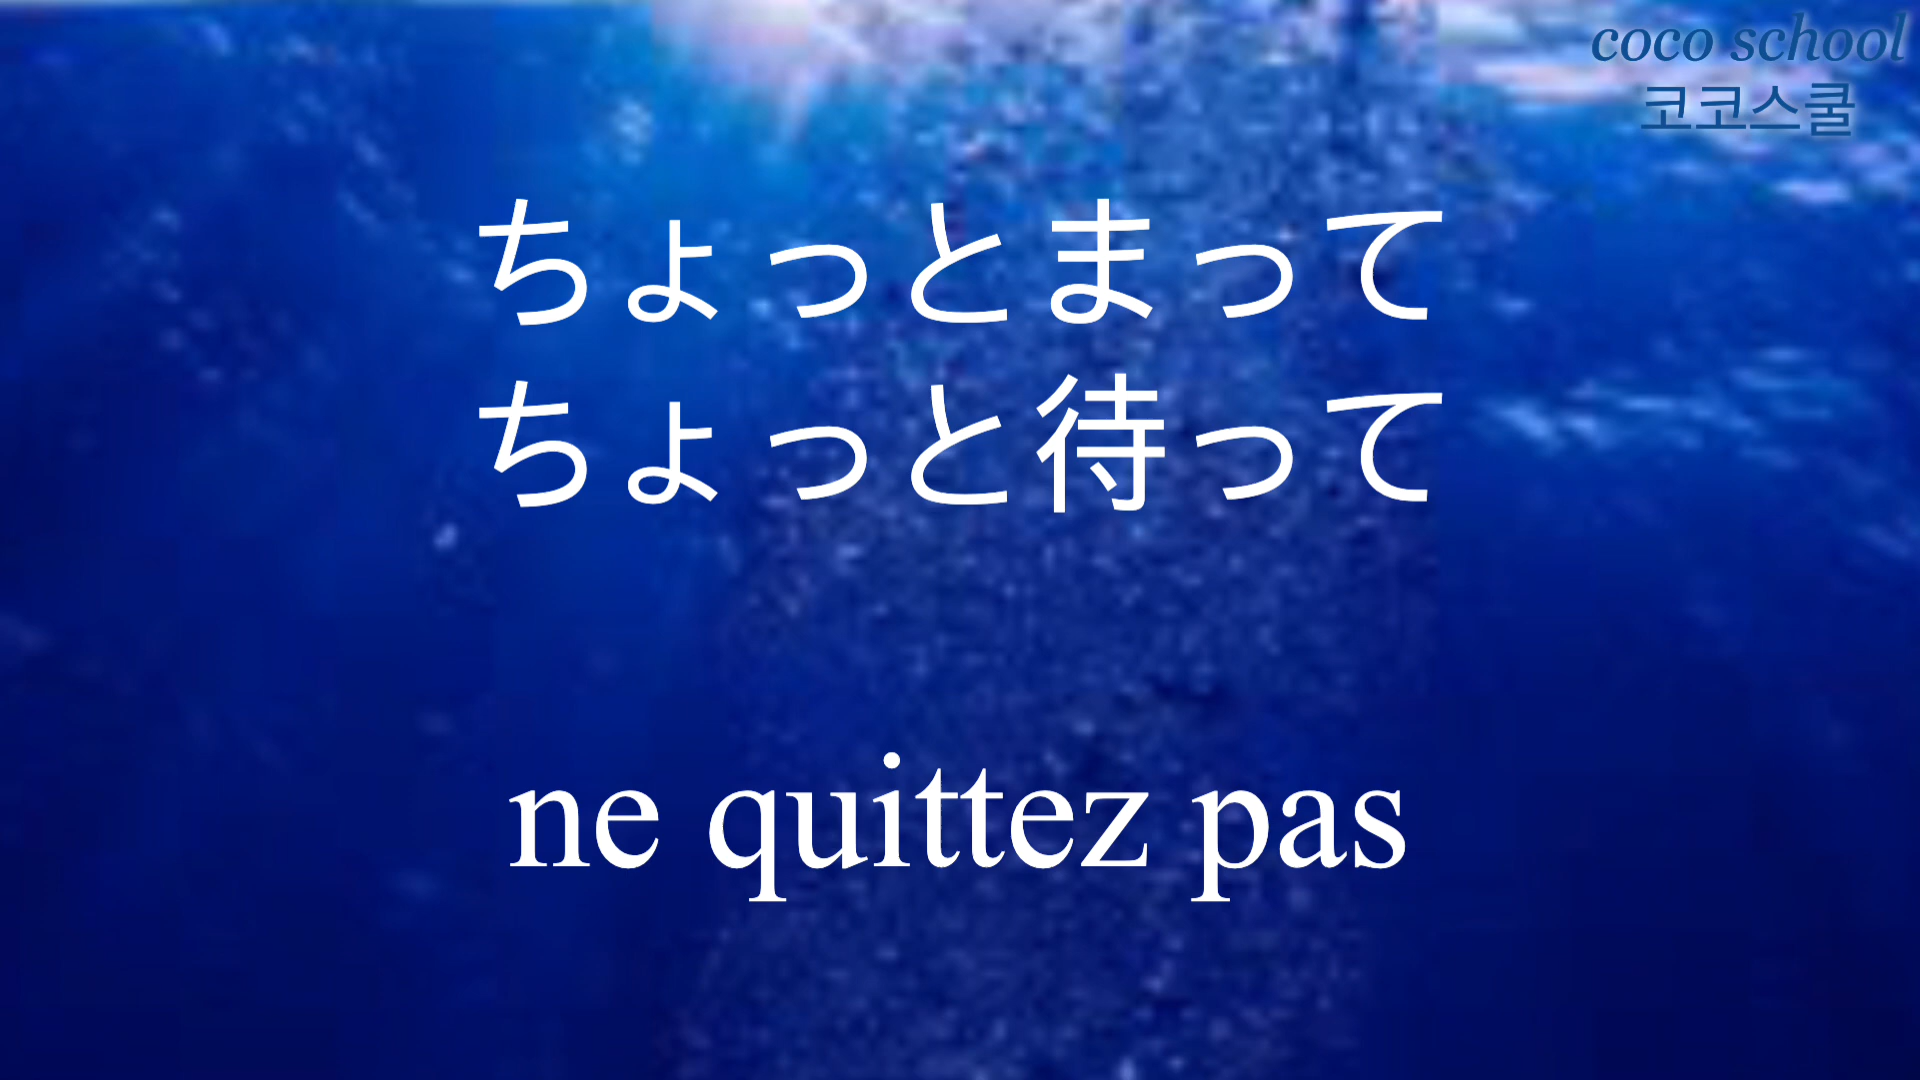 coco school
코코스쿨
ちょっとまって
ちょっと待って
ne quittez pas